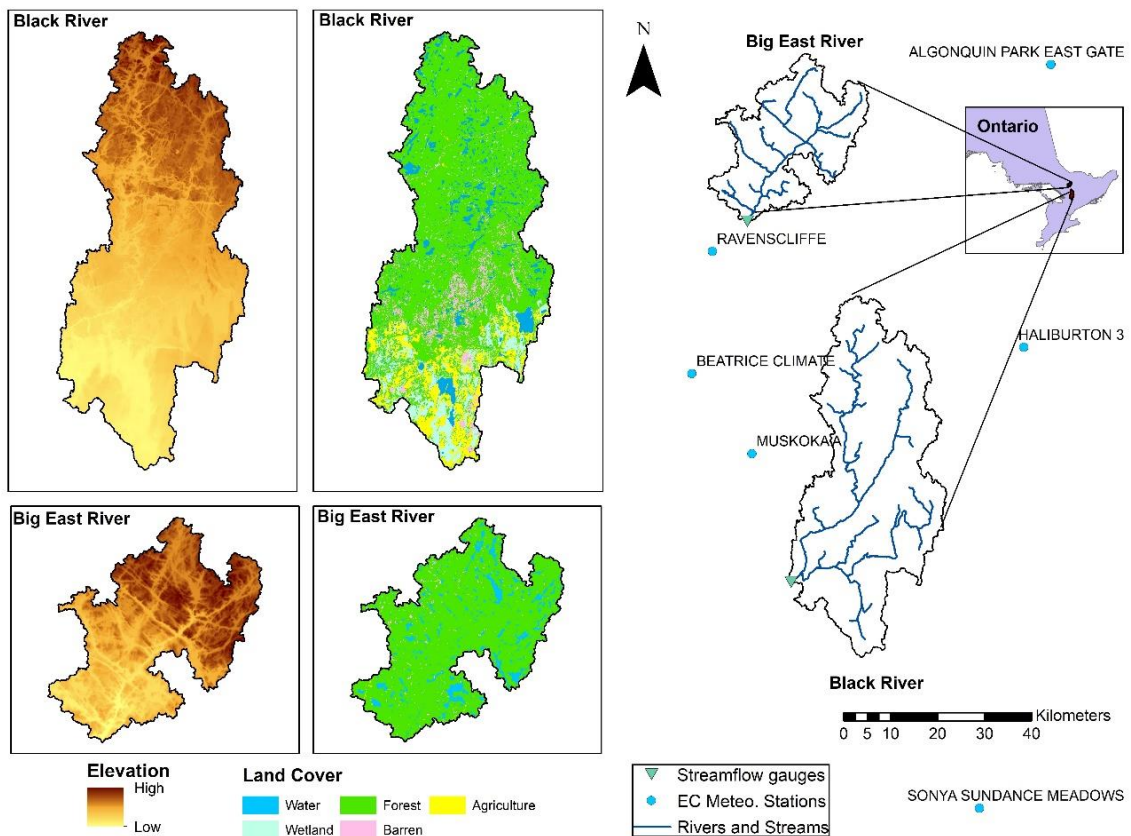 Black River
Black River
N
Big East River
ALGONQUIN PARK EAST GATE
Ontario
RAVENSCLIFFE
HALIBURTON 3
BEATRICE CLIMATE
MUSKOKA A
Big East River
Big East River
Black River
Kilometers
0 5 10 20 30 40
Elevation
High
Low
Land Cover
Water
Forest
Agriculture
Wetland
Barren
Streamflow gauges
EC Meteo. Stations
Rivers and Streams
SONYA SUNDANCE MEADOWS